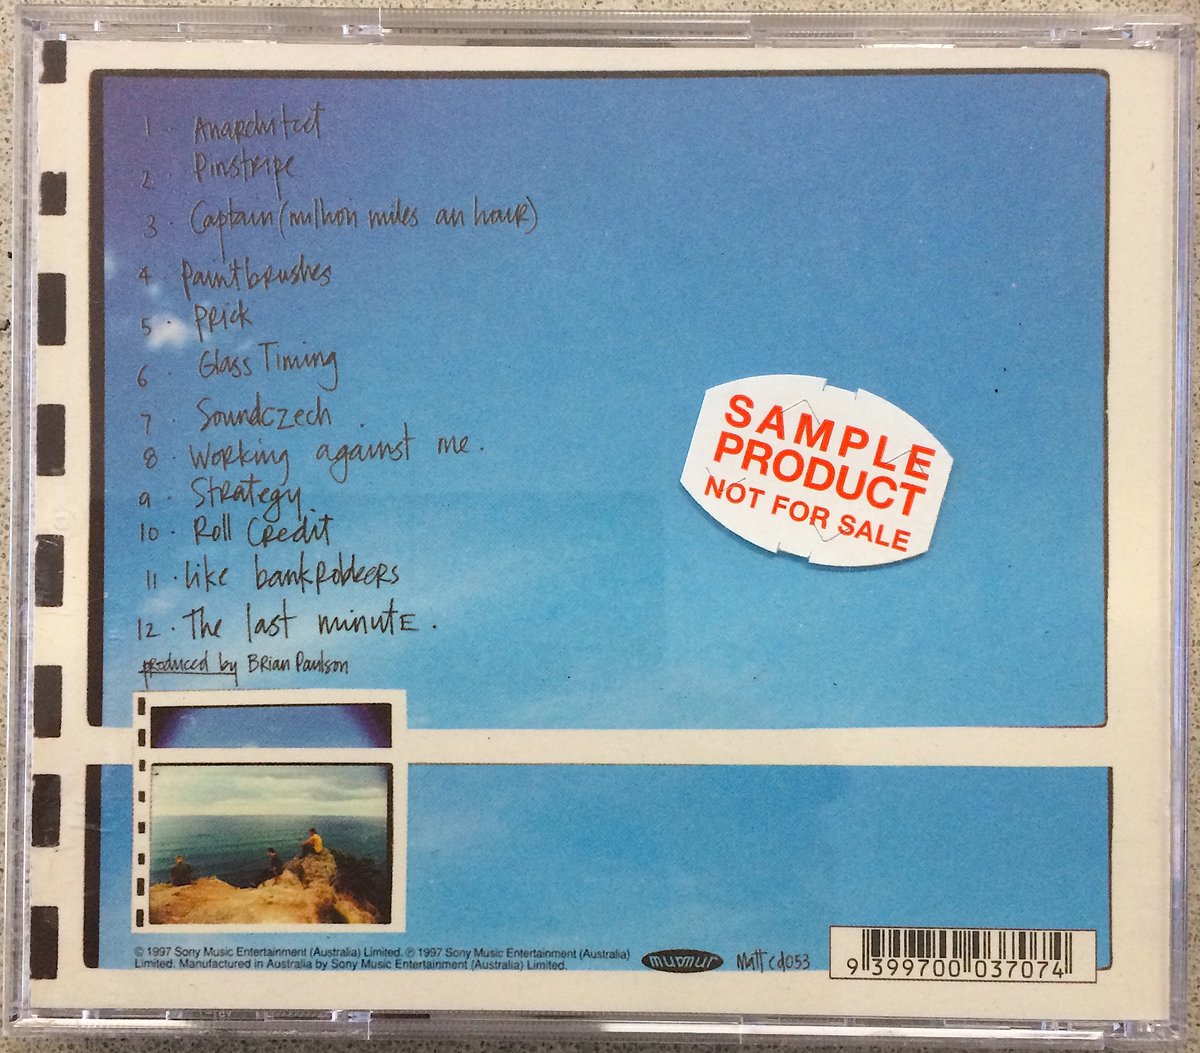 1. Anarchitect
2. Pinstripe
3. Captain (million miles an hour)
4 paintbrushes
5. Prick
6. Glass Timing
7. Soundczech.
8. Working against me.
9. Strategy
10. Roll Credit
11. like bankrobbers
12. The last minutE.
produced by BRian Paulson
SAMPLE
PRODUCT
NOT FOR SALE
© 1997 Sony Music Entertainment (Australia) Limited. ℗ 1997 Sony Music Entertainment (Australia)
Limited. Manufactured in Australia by Sony Music Entertainment (Australia) Limited.
murmur
Mattcd053
9 399700 037074